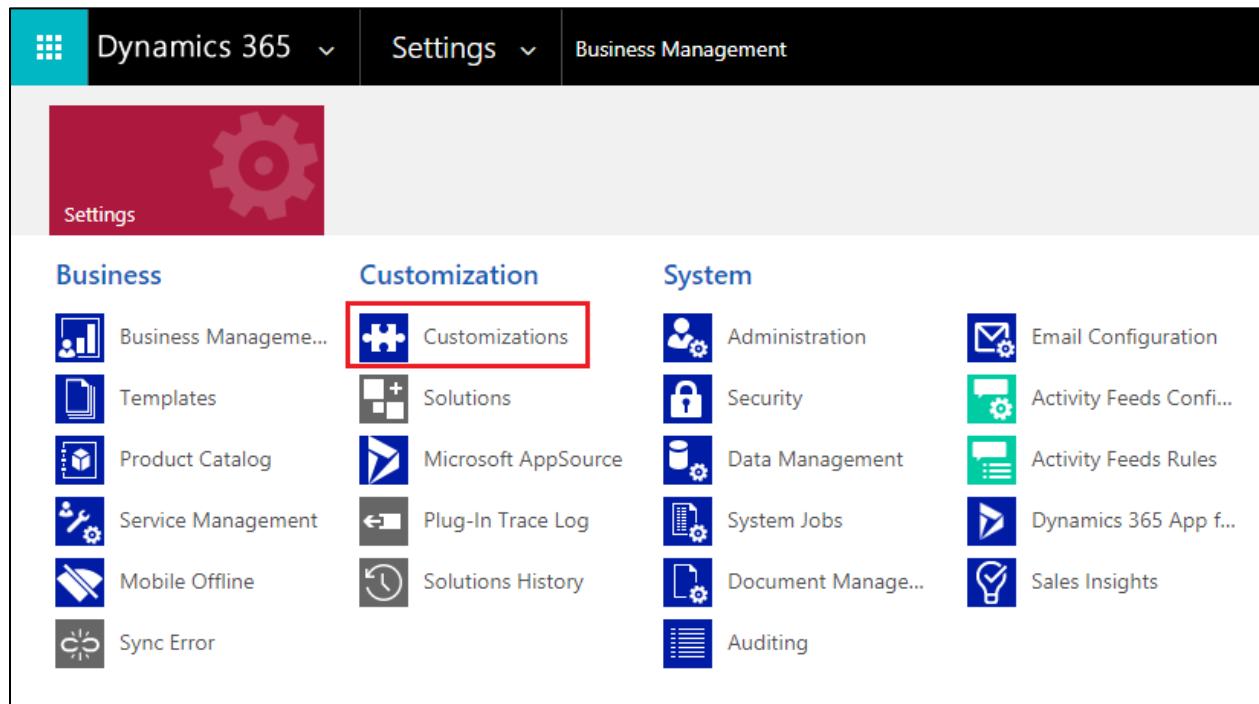 Dynamics 365
Settings
Business Management
Settings
Business
Business Manageme...
Templates
Product Catalog
Service Management
Mobile Offline
Sync Error
Customization
Customizations
Solutions
Microsoft AppSource
Plug-In Trace Log
Solutions History
System
Administration
Security
Data Management
System Jobs
Document Manage...
Auditing
Email Configuration
Activity Feeds Confi...
Activity Feeds Rules
Dynamics 365 App f...
Sales Insights